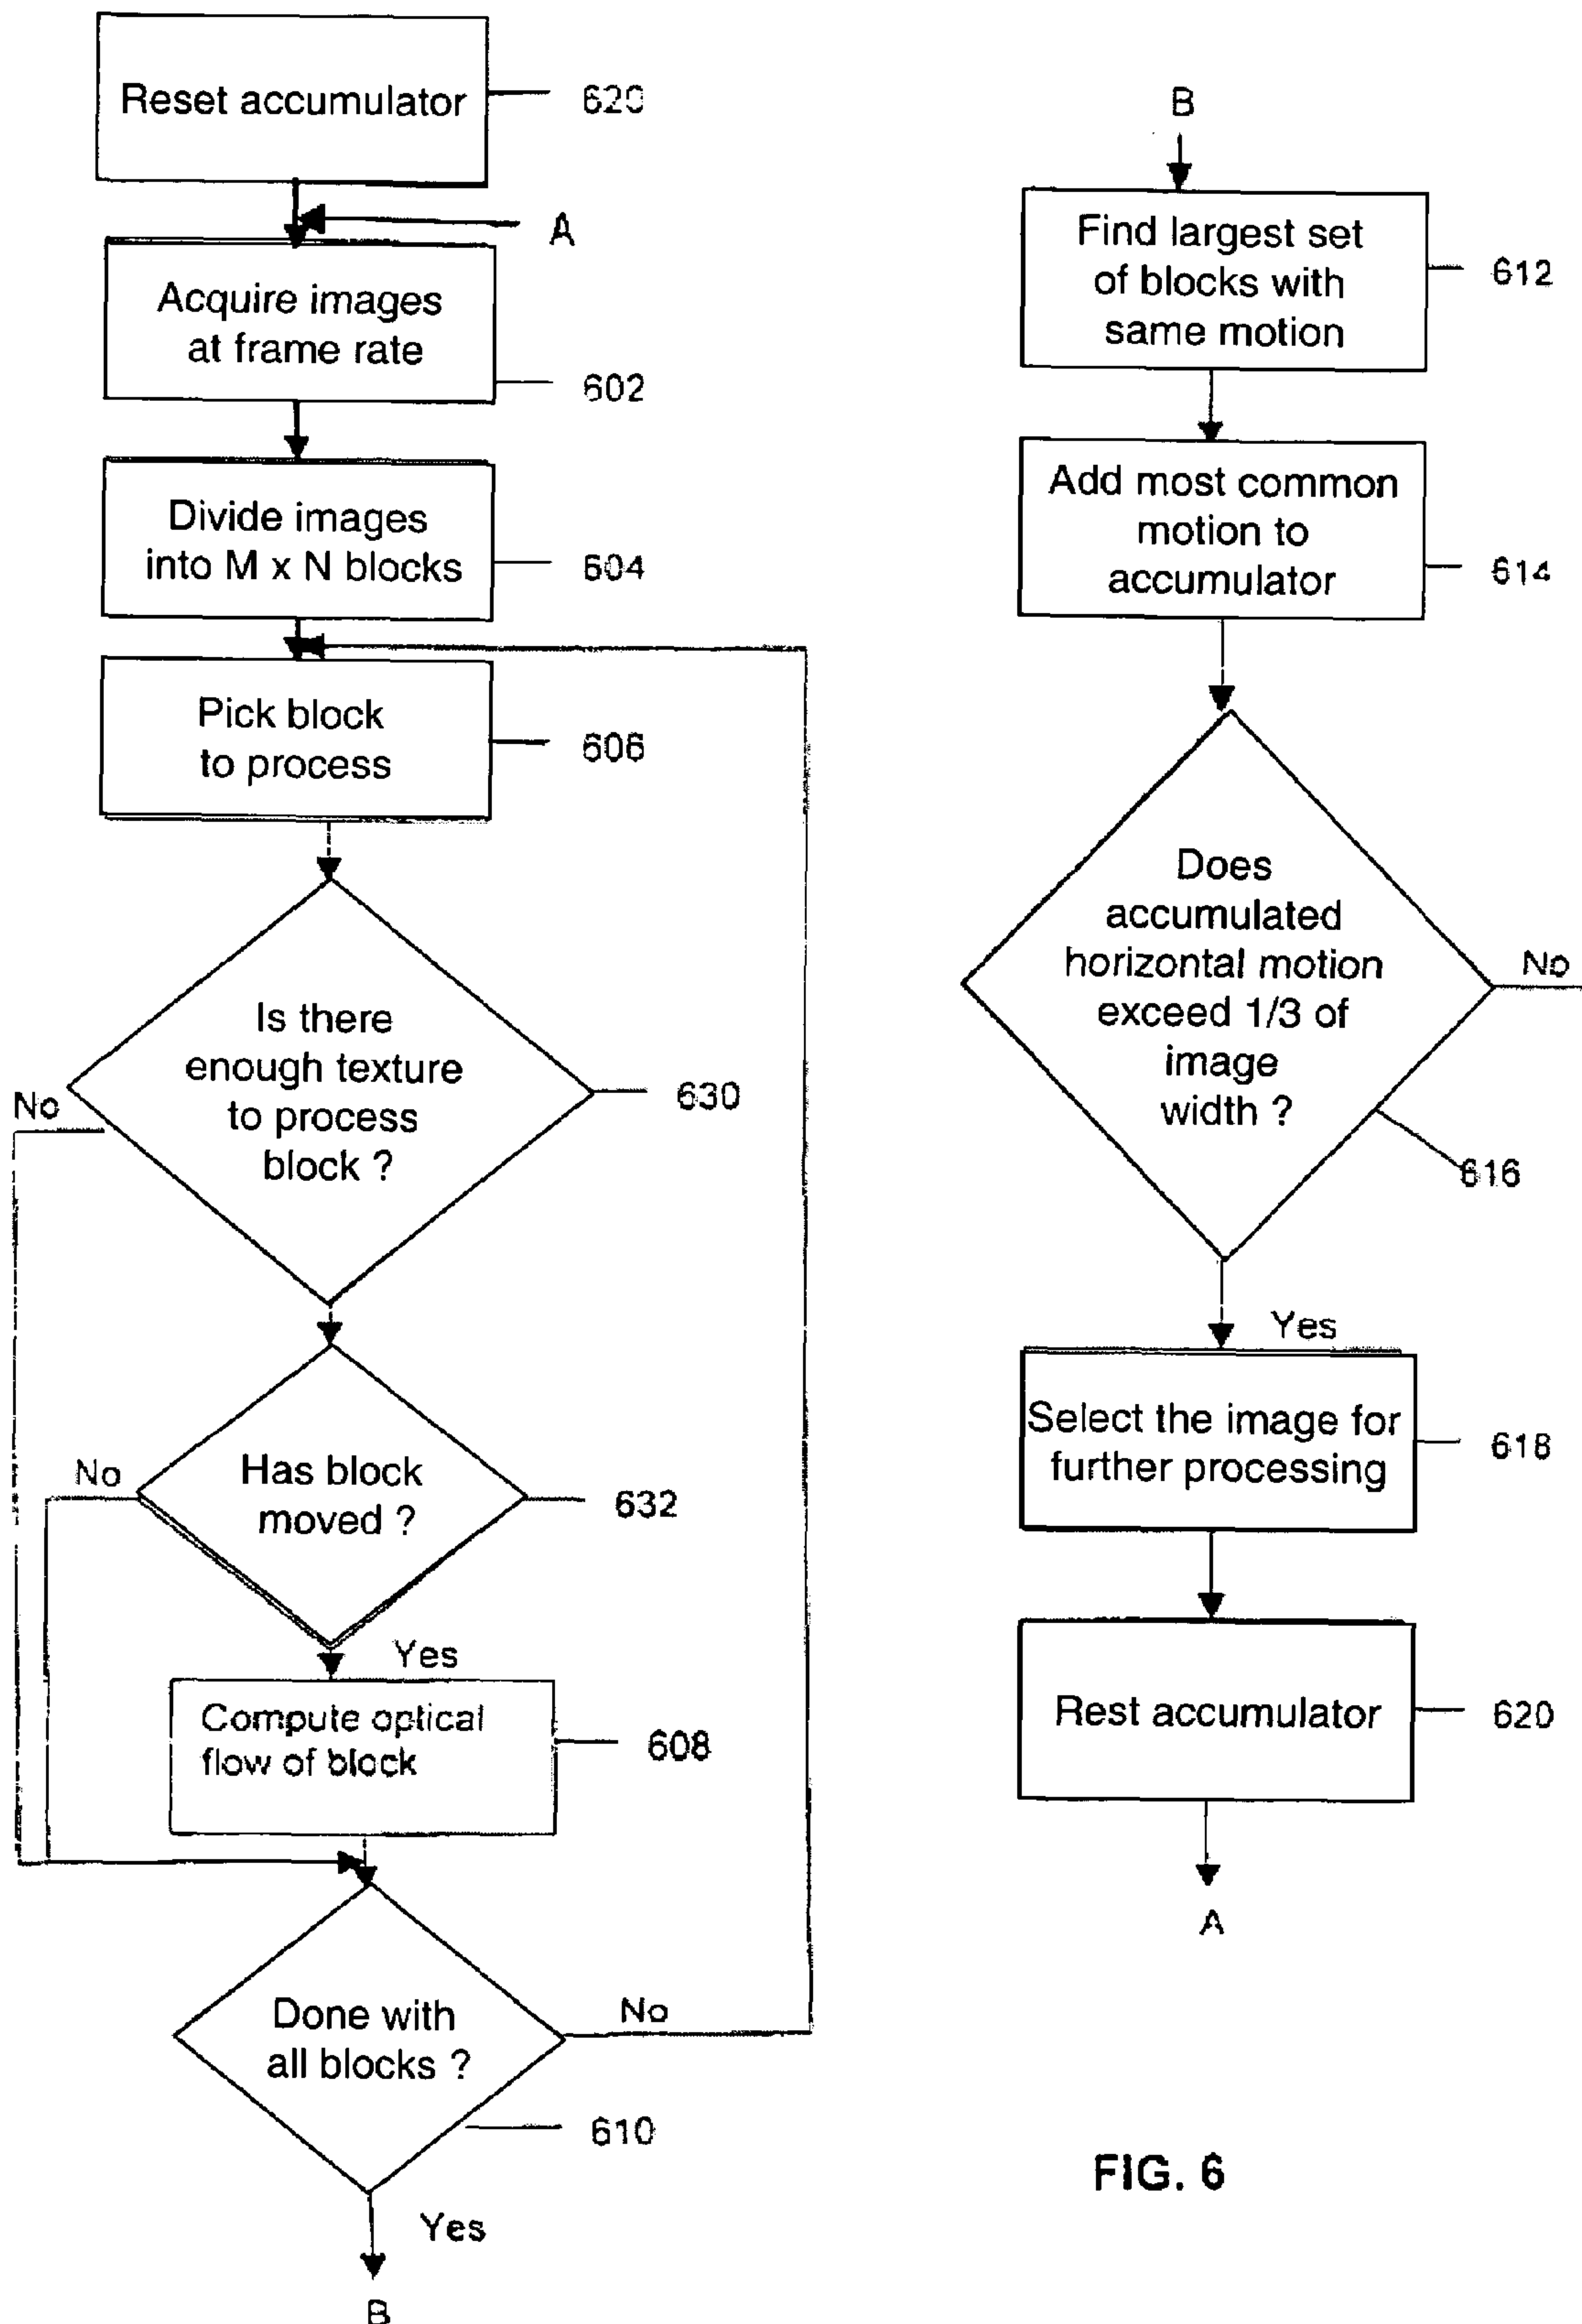 Reset accumulator
620
A
Acquire images
at frame rate
602
Divide images
into M x N blocks
604
Pick block
to process
606
Is there
enough texture
to process
block ?
630
No
Has block
moved ?
632
No
Yes
Compute optical
flow of block
608
Done with
all blocks ?
No
610
Yes
B
B
Find largest set
of blocks with
same motion
612
Add most common
motion to
accumulator
614
Does
accumulated
horizontal motion
exceed 1/3 of
image
width ?
No
616
Yes
Select the image for
further processing
618
Rest accumulator
620
A
FIG. 6